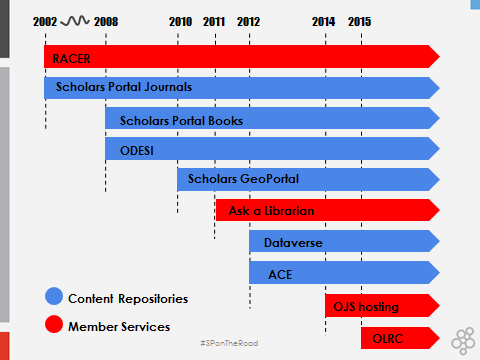 2002 2008 2010 2011 2012 2014 2015
RACER
Scholars Portal Journals
Scholars Portal Books
ODESI
Scholars GeoPortal
Ask a Librarian
Dataverse
ACE
OJS hosting
OLRC
Content Repositories
Member Services
#SPonTheRoad